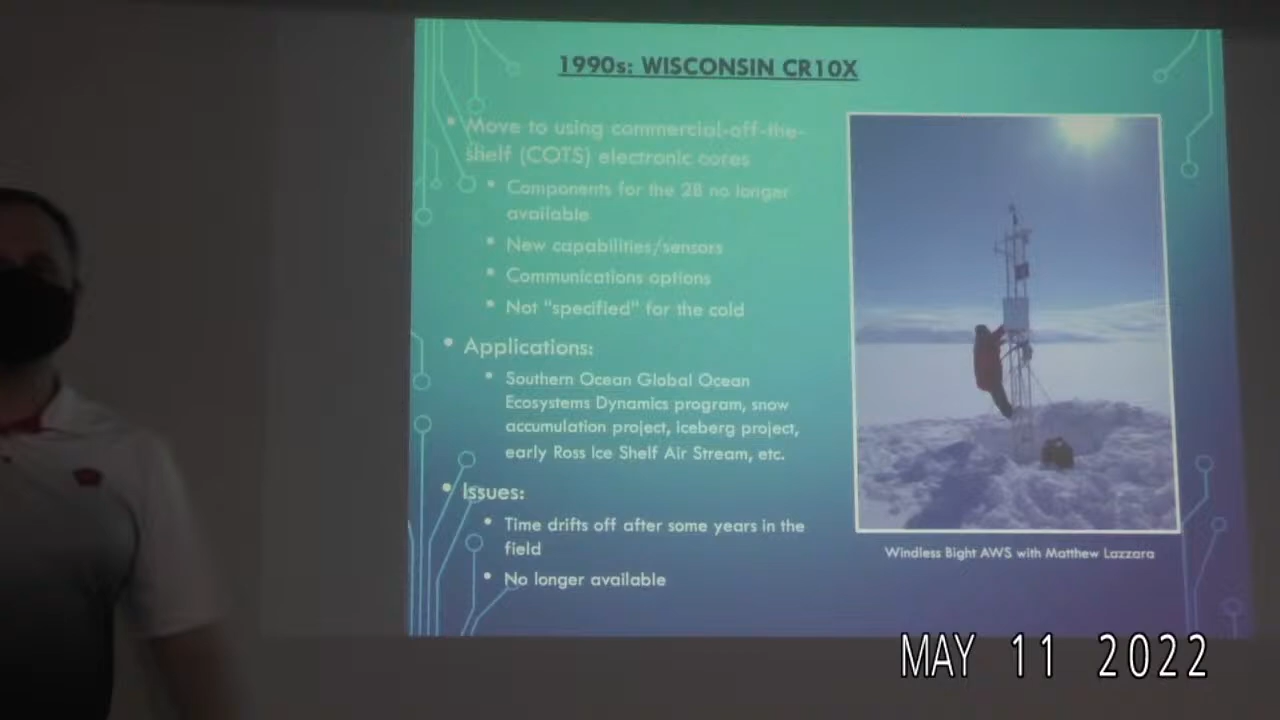 1990s: WISCONSIN CR10X
• Move to using commercial-off-the-
shelf (COTS) electronic cores
• Components for the 2B no longer
available
• New capabilities/sensors
• Communications options
• Not "specified" for the cold
• Applications:
• Southern Ocean Global Ocean
Ecosystems Dynamics program, snow
accumulation project, iceberg project,
early Ross Ice Shelf Air Stream, etc.
• Issues:
• Time drifts off after some years in the
field
• No longer available
Windless Bight AWS with Matthew Lazzara
MAY 11 2022